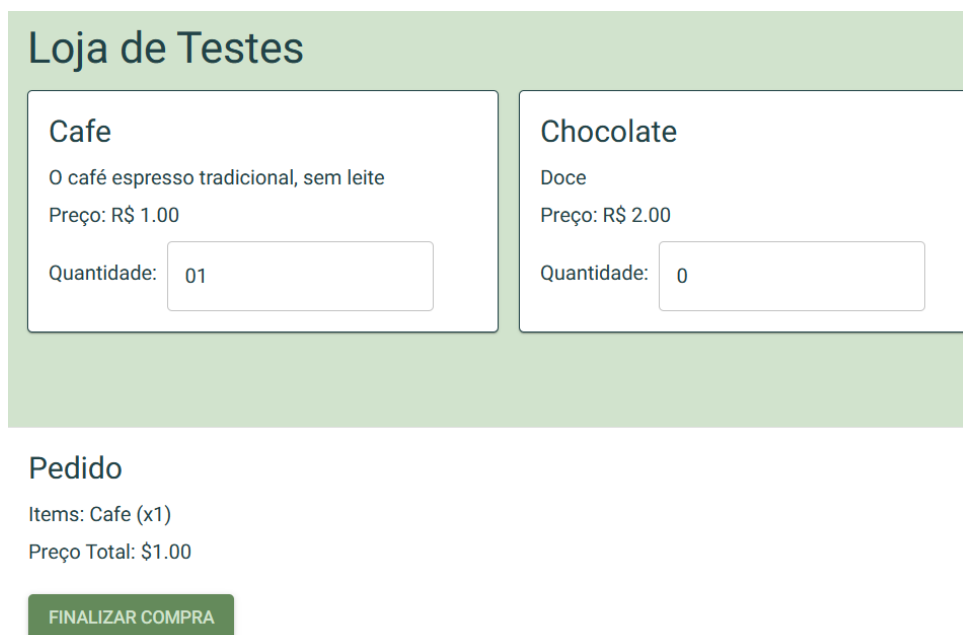 Loja de Testes
Cafe
O café espresso tradicional, sem leite
Preço: R$ 1.00
Quantidade: 01
Chocolate
Doce
Preço: R$ 2.00
Quantidade: 0
Pedido
Items: Cafe (x1)
Preço Total: $1.00
FINALIZAR COMPRA